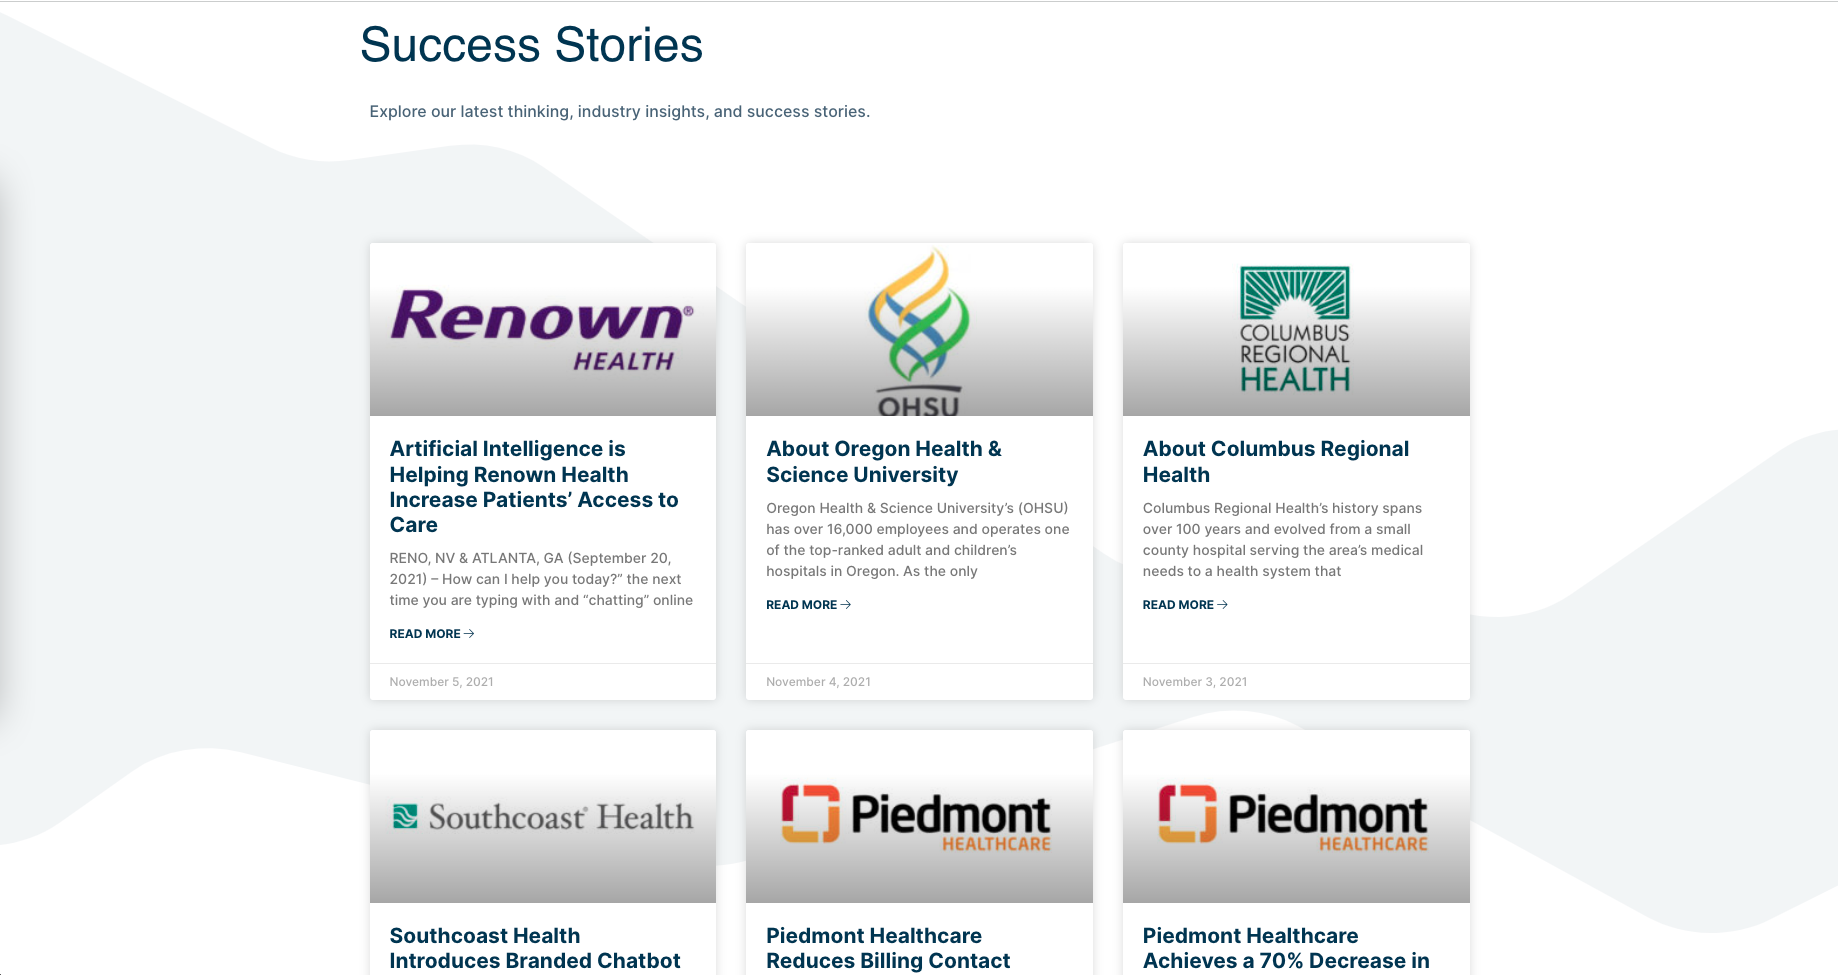 Success Stories
Explore our latest thinking, industry insights, and success stories.
Renown®
HEALTH
Artificial Intelligence is
Helping Renown Health
Increase Patients’ Access to
Care
RENO, NV & ATLANTA, GA (September 20,
2021) – How can I help you today?” the next
time you are typing with and “chatting” online
READ MORE→
November 5, 2021
OHSU
About Oregon Health &
Science University
Oregon Health & Science University’s (OHSU)
has over 16,000 employees and operates one
of the top-ranked adult and children’s
hospitals in Oregon. As the only
READ MORE→
November 4, 2021
COLUMBUS
REGIONAL
HEALTH
About Columbus Regional
Health
Columbus Regional Health’s history spans
over 100 years and evolved from a small
county hospital serving the area’s medical
needs to a health system that
READ MORE→
November 3, 2021
Southcoast® Health
Southcoast Health
Introduces Branded Chatbot
Piedmont
HEALTHCARE
Piedmont Healthcare
Reduces Billing Contact
Piedmont
HEALTHCARE
Piedmont Healthcare
Achieves a 70% Decrease in